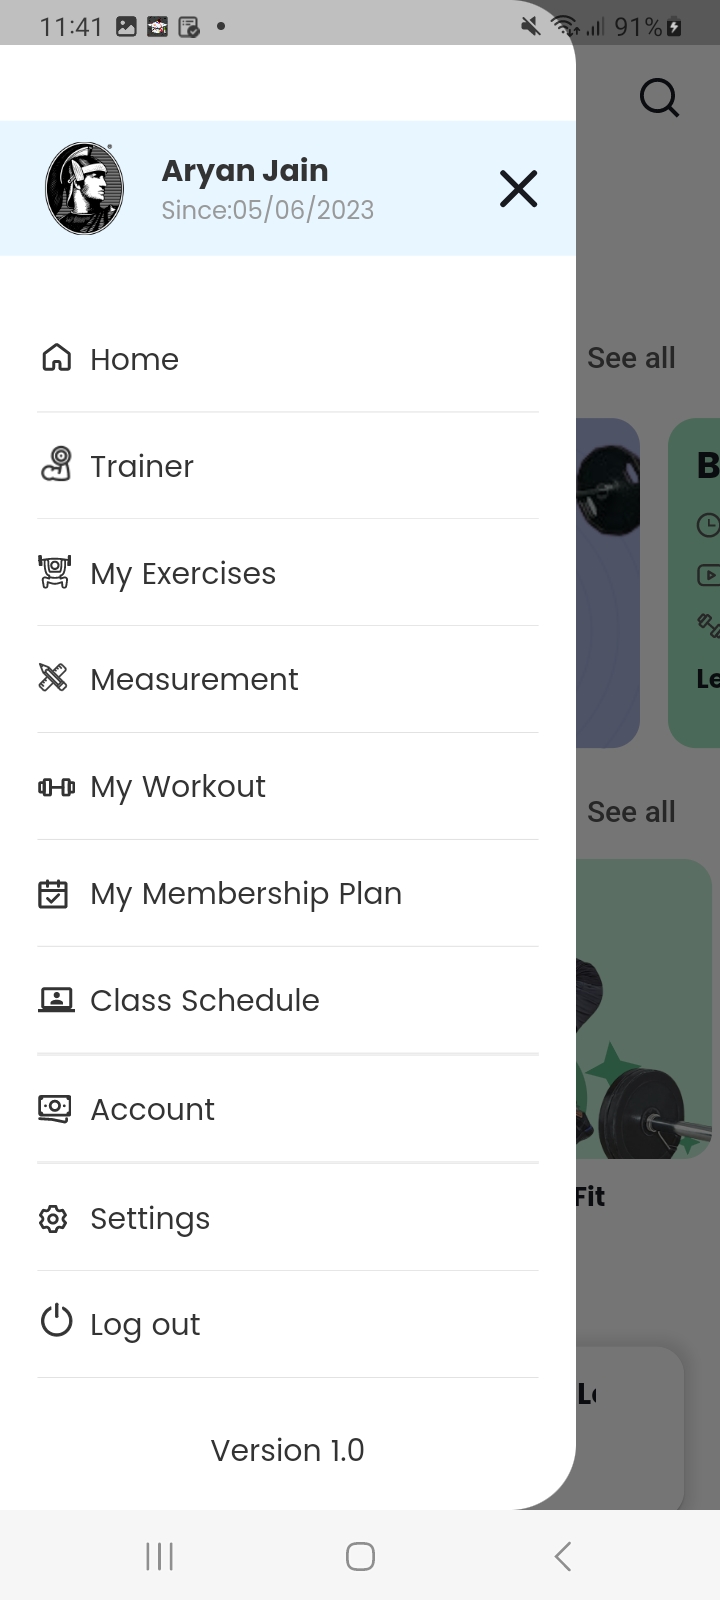 11:41
91%
Aryan Jain
Since:05/06/2023
Home
Trainer
My Exercises
Measurement
My Workout
My Membership Plan
Class Schedule
Account
Settings
Log out
Version 1.0
See all
B
Le
See all
Fit